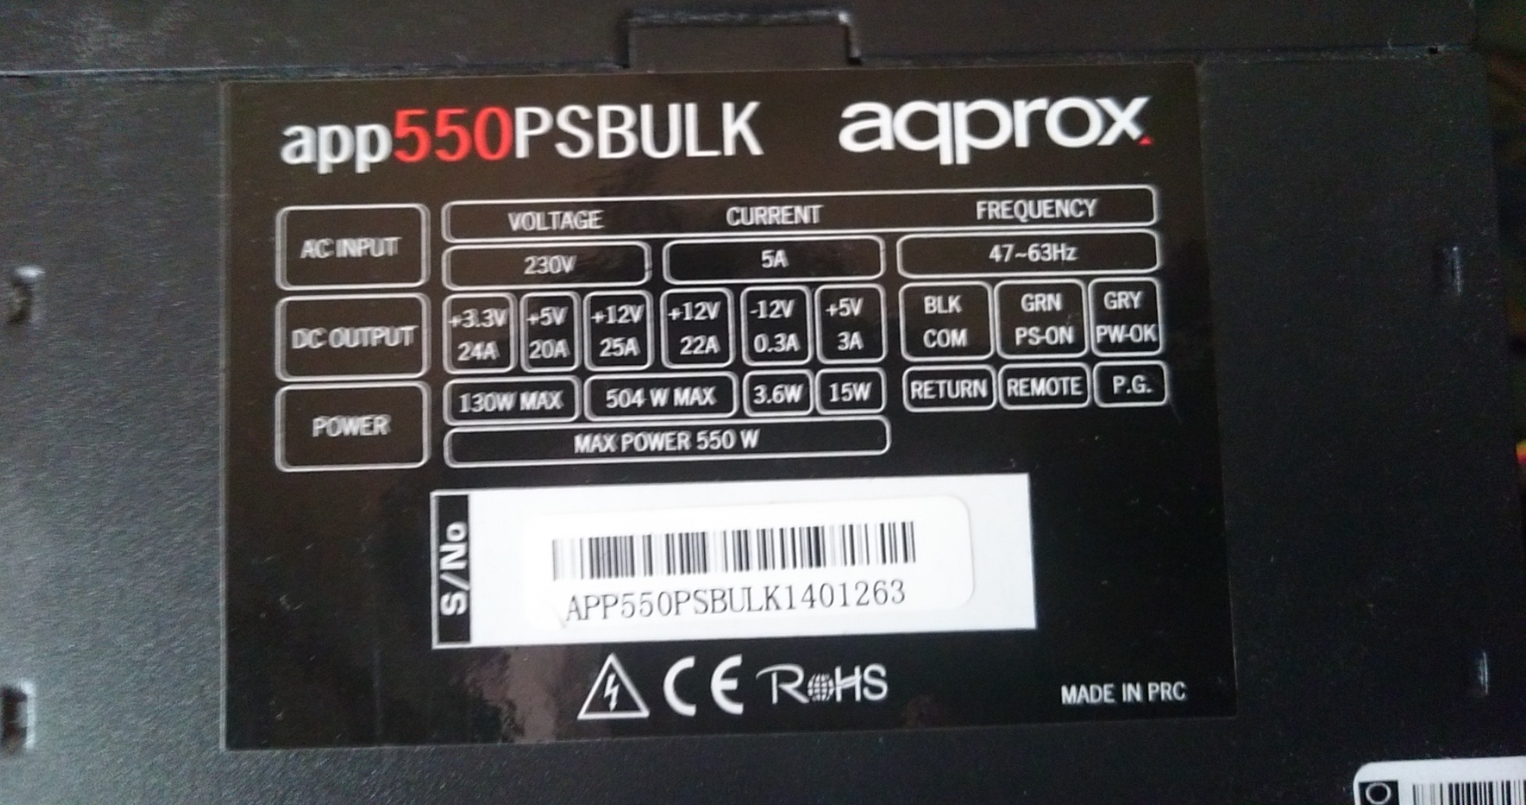 app550PSBULK aqprox.
AC INPUT VOLTAGE CURRENT FREQUENCY
230V 5A 47~63Hz
DC OUTPUT +3.3V +5V +12V +12V -12V +5V BLK GRN GRY
24A 20A 25A 22A 0.3A 3A COM PS-ON PW-OK
POWER 130W MAX 504 W MAX 3.6W 15W RETURN REMOTE P.G.
MAX POWER 550 W
S/No
APP550PSBULK1401263
CE RoHS
MADE IN PRC